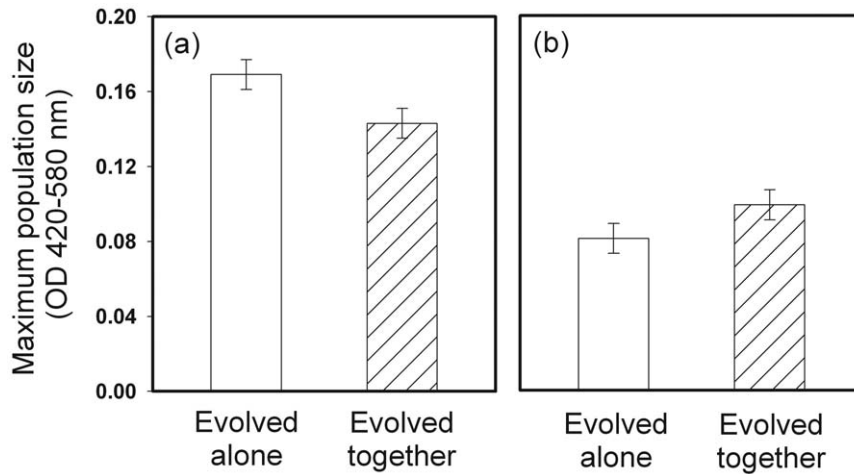 Maximum population size
(OD 420-580 nm)
0.20
0.16
0.12
0.08
0.04
0.00
(a)
(b)
Evolved
alone
Evolved
together
Evolved
alone
Evolved
together